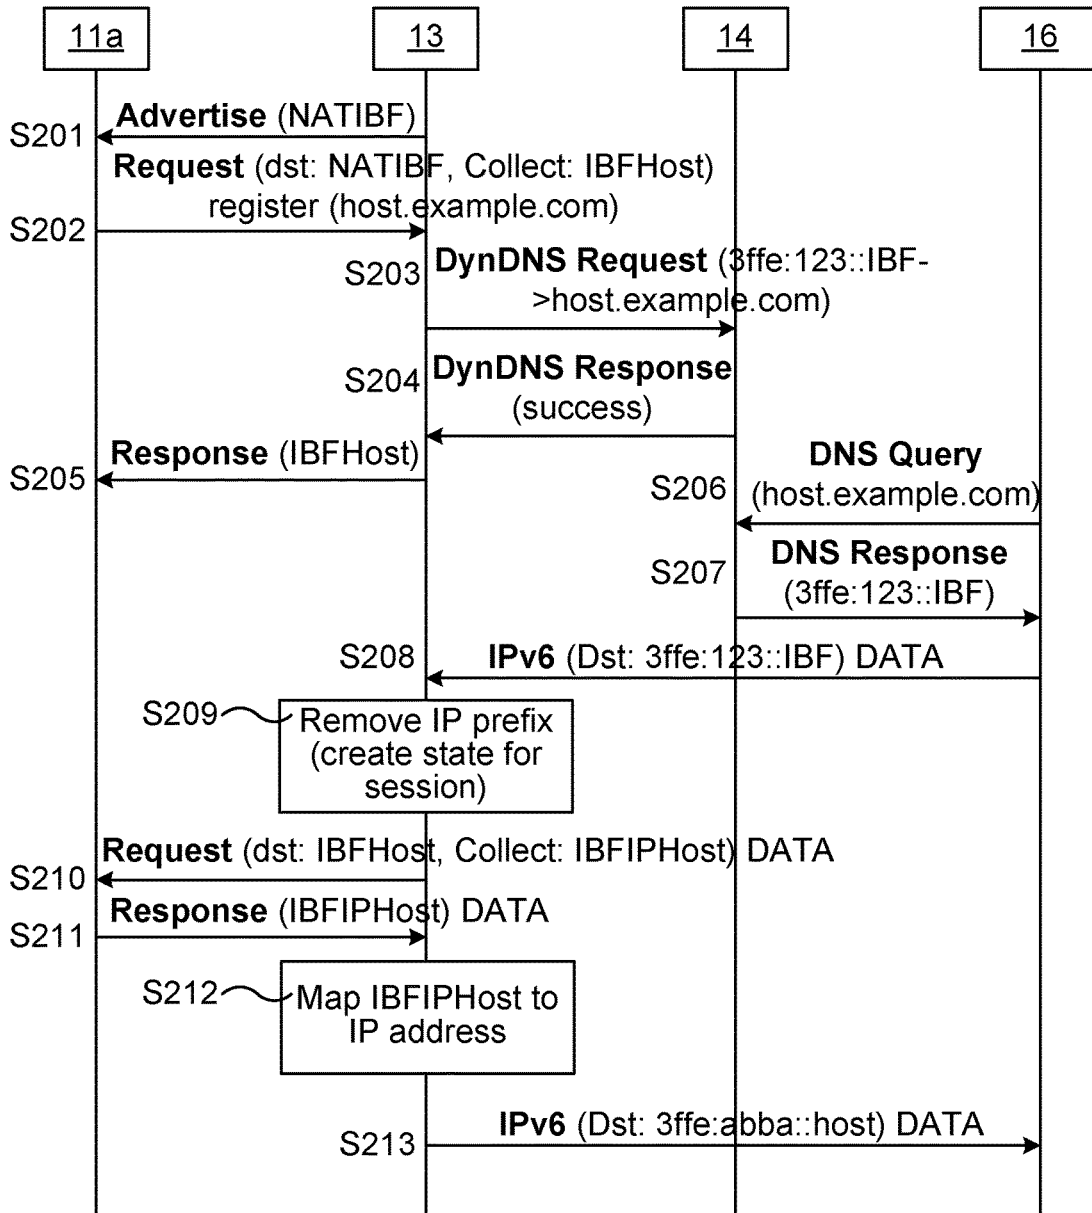 11a
13
14
16
Advertise (NATIBF)
S201
Request (dst: NATIBF, Collect: IBFHost)
register (host.example.com)
S202
S203
DynDNS Request (3ffe:123::IBF-
>host.example.com)
S204
DynDNS Response
(success)
Response (IBFHost)
S205
DNS Query
S206
(host.example.com)
DNS Response
S207
(3ffe:123::IBF)
S208
IPv6 (Dst: 3ffe:123::IBF) DATA
S209
Remove IP prefix
(create state for
session)
Request (dst: IBFHost, Collect: IBFIPHost) DATA
S210
Response (IBFIPHost) DATA
S211
S212
Map IBFIPHost to
IP address
IPv6 (Dst: 3ffe:abba::host) DATA
S213